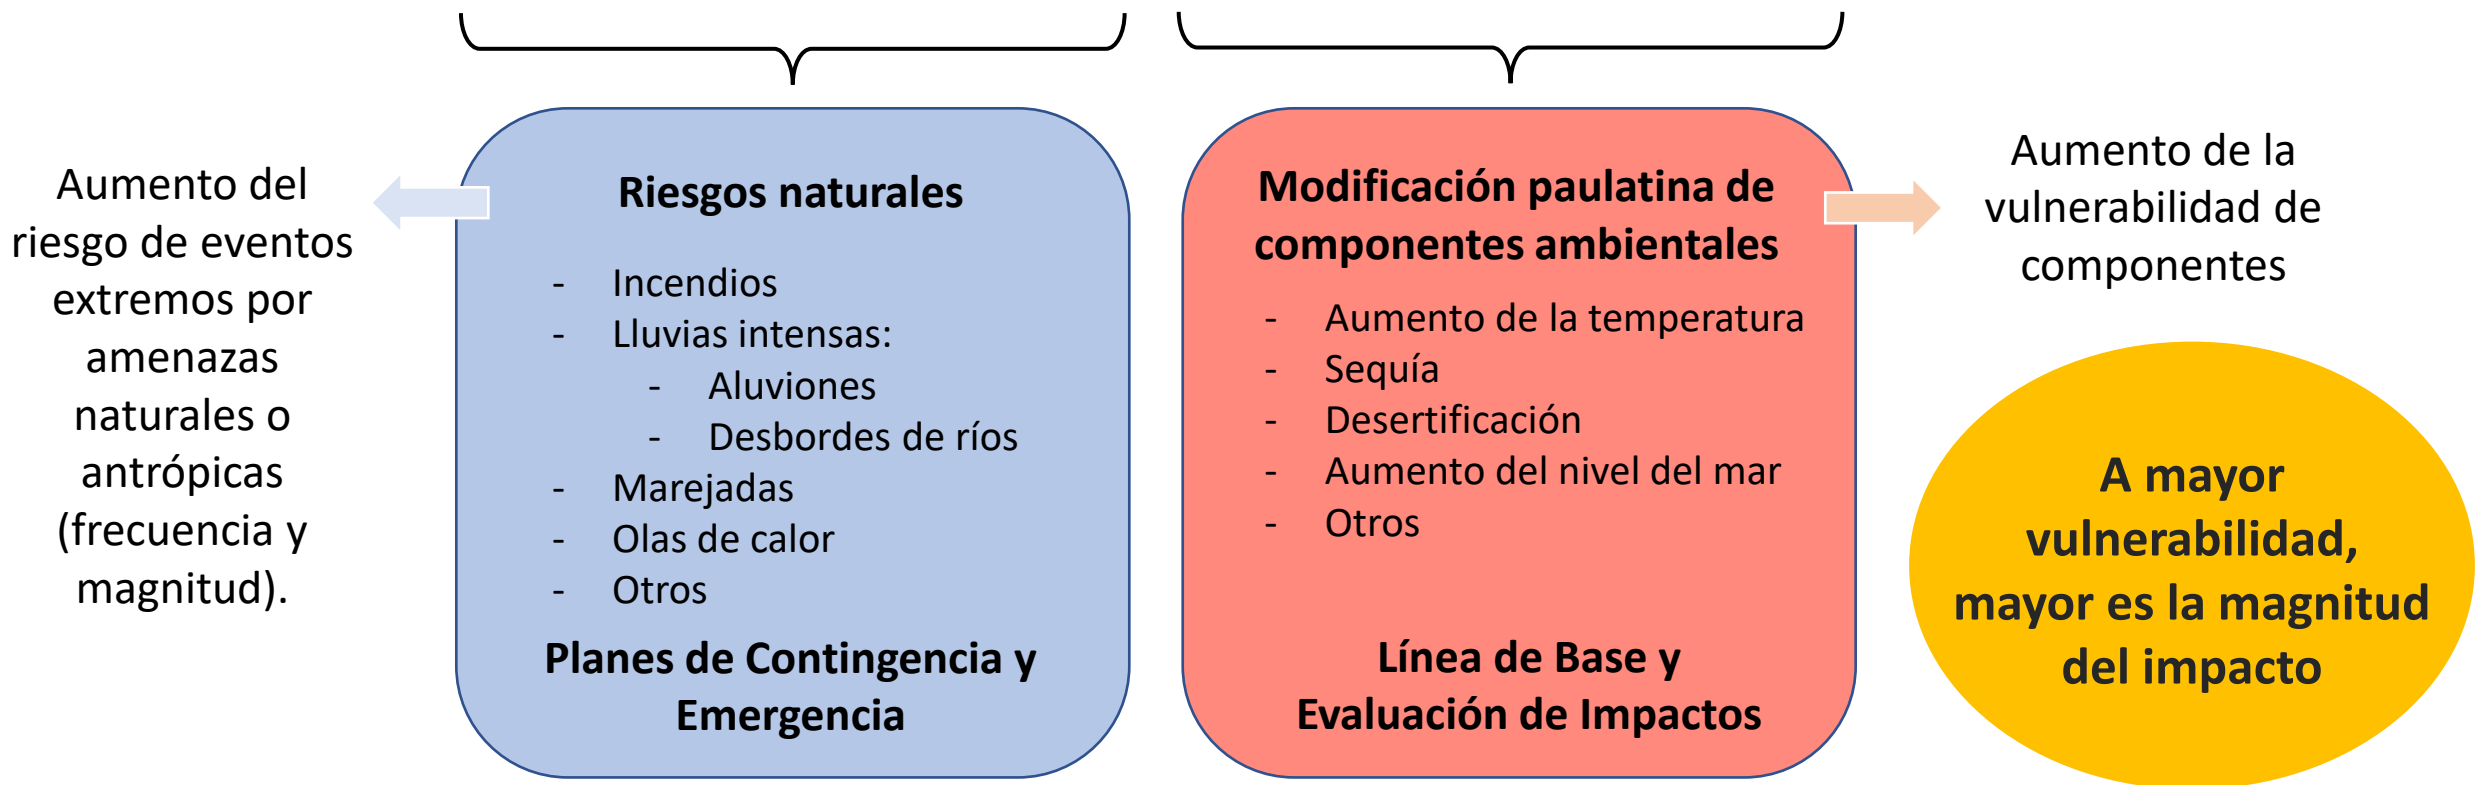 Aumento del
riesgo de eventos
extremos por
amenazas
naturales o
antrópicas
(frecuencia y
magnitud).
Riesgos naturales
- Incendios
- Lluvias intensas:
- Aluviones
- Desbordes de ríos
- Marejadas
- Olas de calor
- Otros
Planes de Contingencia y
Emergencia
Modificación paulatina de
componentes ambientales
- Aumento de la temperatura
- Sequía
- Desertificación
- Aumento del nivel del mar
- Otros
Línea de Base y
Evaluación de Impactos
Aumento de la
vulnerabilidad de
componentes
A mayor
vulnerabilidad,
mayor es la magnitud
del impacto